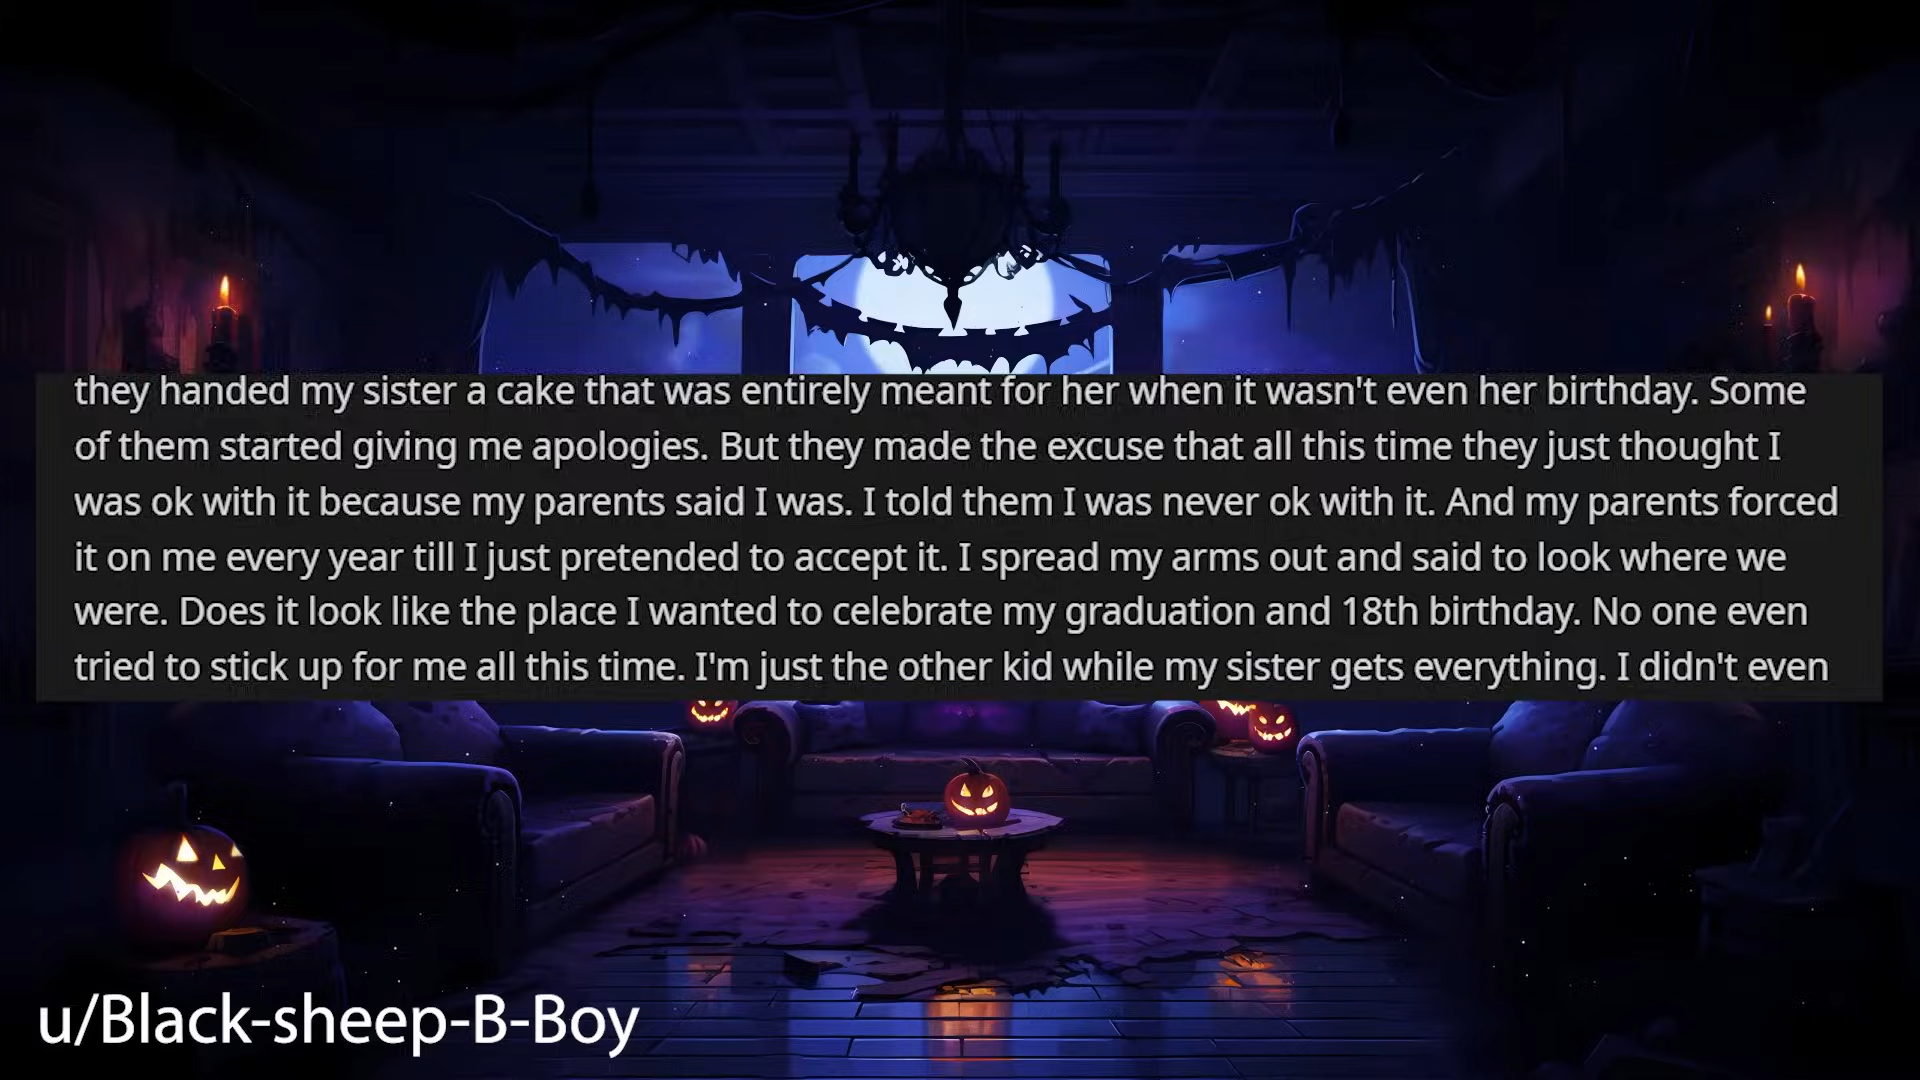 they handed my sister a cake that was entirely meant for her when it wasn't even her birthday. Some
of them started giving me apologies. But they made the excuse that all this time they just thought I
was ok with it because my parents said I was. I told them I was never ok with it. And my parents forced
it on me every year till I just pretended to accept it. I spread my arms out and said to look where we
were. Does it look like the place I wanted to celebrate my graduation and 18th birthday. No one even
tried to stick up for me all this time. I'm just the other kid while my sister gets everything. I didn't even
u/Black-sheep-B-Boy